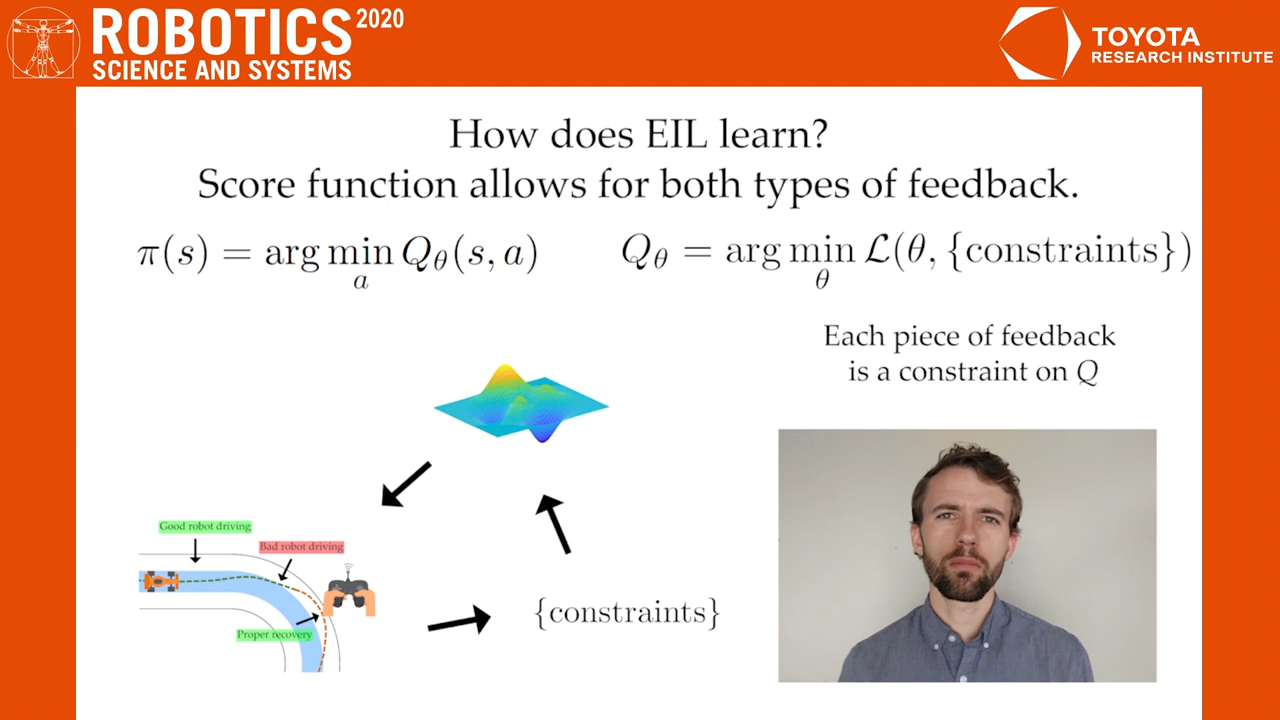 ROBOTICS 2020
SCIENCE AND SYSTEMS
TOYOTA
RESEARCH INSTITUTE
How does EIL learn?
Score function allows for both types of feedback.
π(s) = arg min Q_θ(s, a)
a
Q_θ = arg min ℒ(θ, {constraints})
θ
Each piece of feedback
is a constraint on Q
Good robot driving
Bad robot driving
Proper recovery
{constraints}